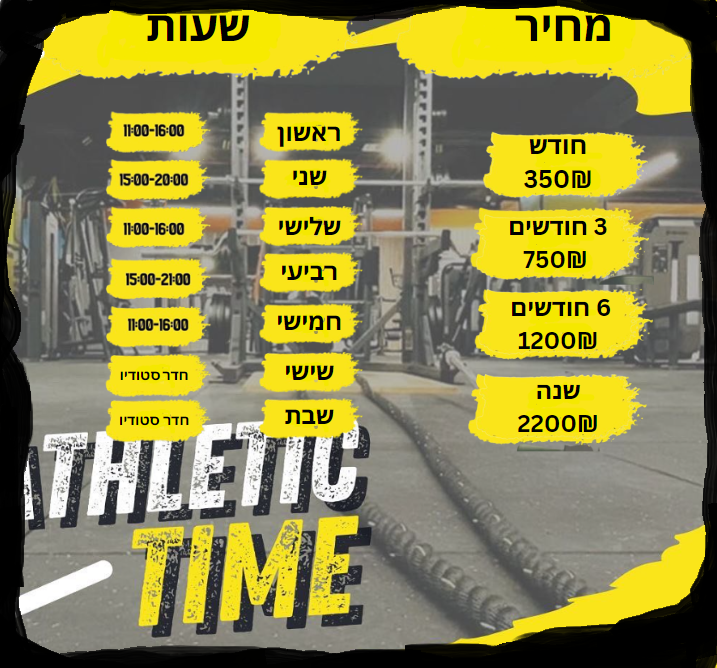 מחיר
שעות
ראשון
11:00-16:00
שני
15:00-20:00
שלישי
11:00-16:00
רביעי
15:00-21:00
חמישי
11:00-16:00
שישי
חדר סטודיו
שבת
חדר סטודיו
חודש
350₪
3 חודשים
750₪
6 חודשים
1200₪
שנה
2200₪
ATHLETIC
TIME